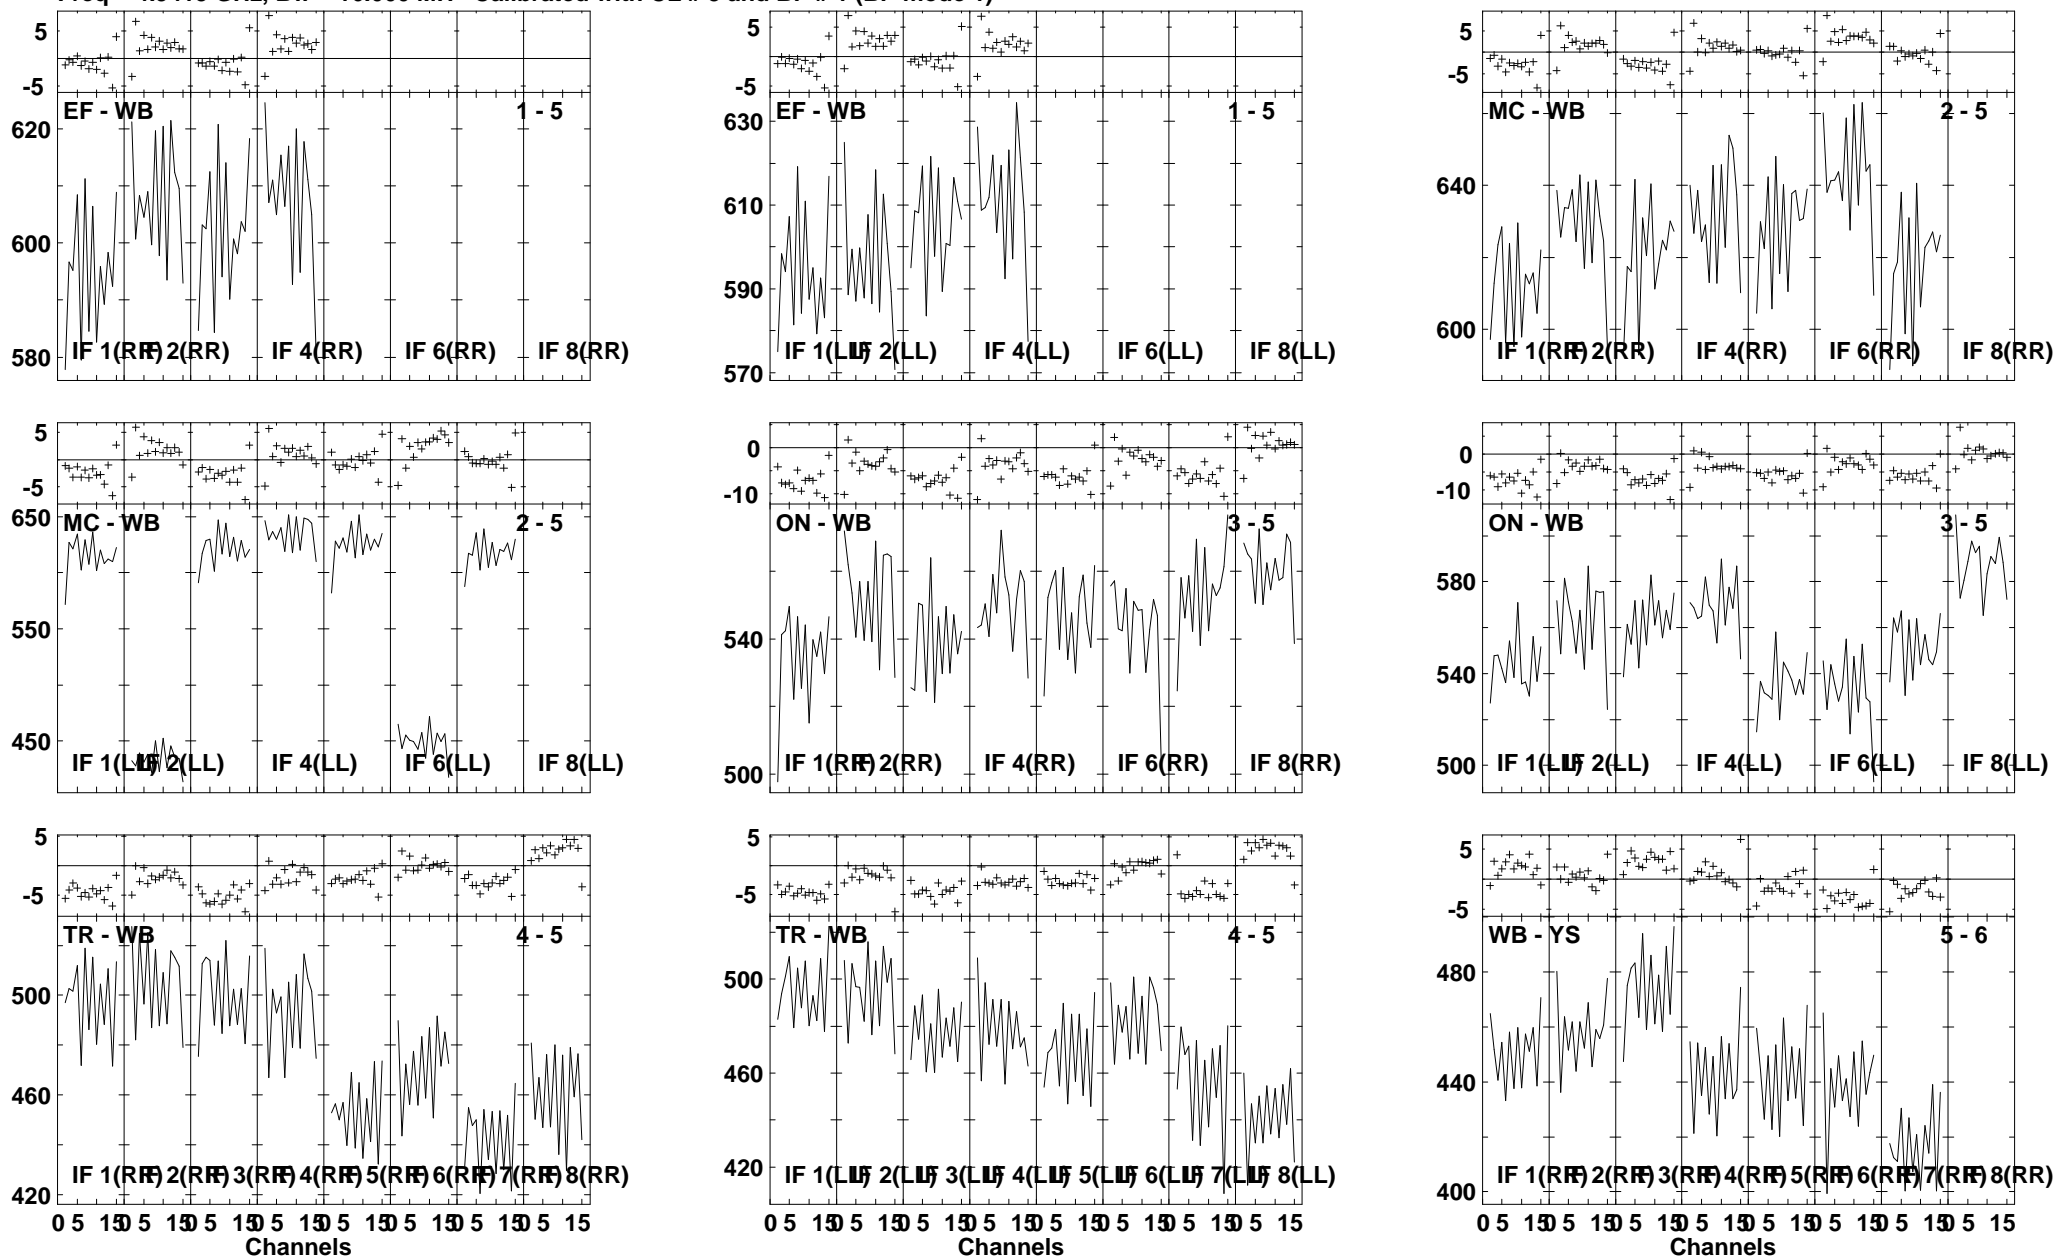 5
-5
EF - WB 1 - 5
620
600
580
IF 1(RR) IF 2(RR) IF 4(RR) IF 6(RR) IF 8(RR)
5
-5
EF - WB 1 - 5
630
610
590
570
IF 1(LL) IF 2(LL) IF 4(LL) IF 6(LL) IF 8(LL)
5
-5
MC - WB 2 - 5
640
600
IF 1(RR) IF 2(RR) IF 4(RR) IF 6(RR) IF 8(RR)
5
-5
MC - WB 2 - 5
650
550
450
IF 1(LL) IF 2(LL) IF 4(LL) IF 6(LL) IF 8(LL)
0
-10
ON - WB 3 - 5
540
500
IF 1(RR) IF 2(RR) IF 4(RR) IF 6(RR) IF 8(RR)
0
-10
ON - WB 3 - 5
580
540
500
IF 1(LL) IF 2(LL) IF 4(LL) IF 6(LL) IF 8(LL)
5
-5
TR - WB 4 - 5
500
460
420
IF 1(RR) IF 2(RR) IF 3(RR) IF 4(RR) IF 5(RR) IF 6(RR) IF 7(RR) IF 8(RR)
0 5 15 0 5 15 0 5 15 0 5 15 0 5 15 0 5 15 0 5 15 0 5 15
Channels
5
-5
TR - WB 4 - 5
500
460
420
IF 1(LL) IF 2(LL) IF 3(LL) IF 4(LL) IF 5(LL) IF 6(LL) IF 7(LL) IF 8(LL)
0 5 15 0 5 15 0 5 15 0 5 15 0 5 15 0 5 15 0 5 15 0 5 15
Channels
5
-5
WB - YS 5 - 6
480
440
400
IF 1(RR) IF 2(RR) IF 3(RR) IF 4(RR) IF 5(RR) IF 6(RR) IF 7(RR) IF 8(RR)
0 5 15 0 5 15 0 5 15 0 5 15 0 5 15 0 5 15 0 5 15 0 5 15
Channels